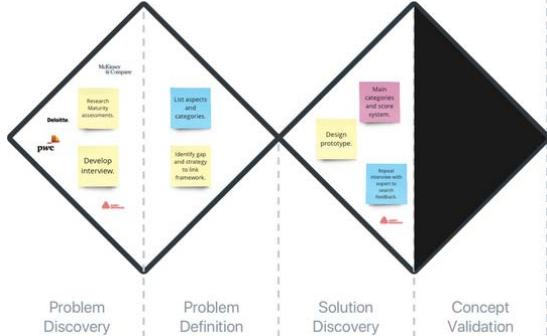 McKinsey
& Company
Research
Maturity
assessments.
Deloitte.
pwc
Develop
interview.
List aspects
and
categories.
Identify gap
and strategy
to link
framework.
Main
categories
and score
system.
Design
prototype.
Repeat
interview with
expert to
search
feedback.
Problem
Discovery
Problem
Definition
Solution
Discovery
Concept
Validation